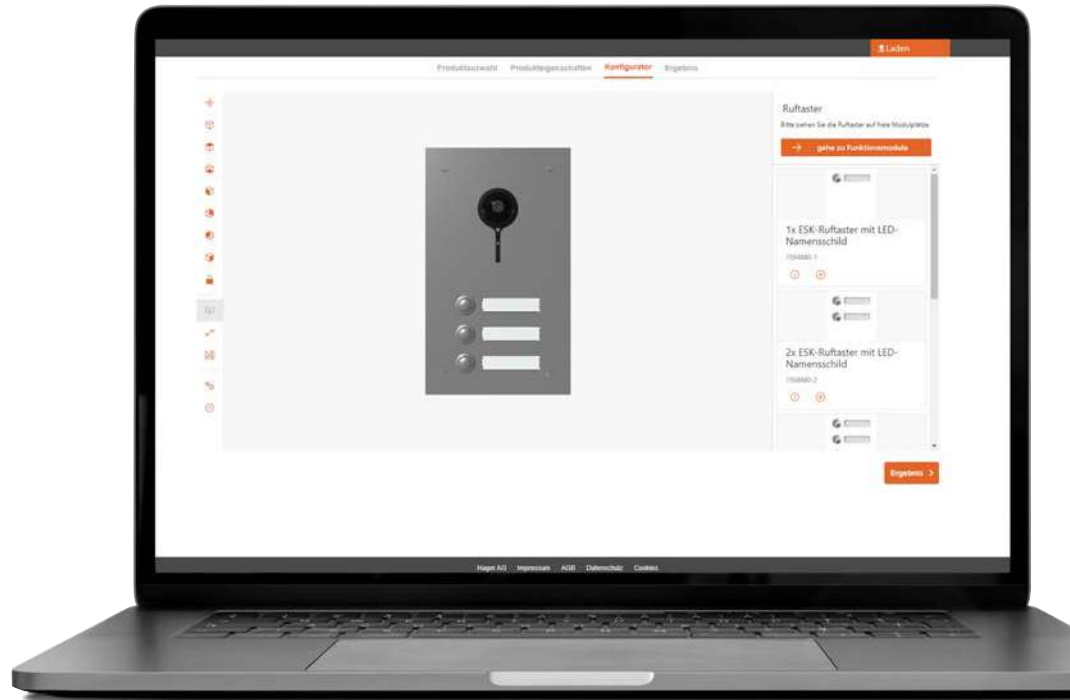 Laden
Produktauswahl Produkteigenschaften Konfigurator Ergebnis
Ruftaster
Bitte ziehen Sie die Ruftaster auf freie Modulplätze
gehe zu Funktionsmodule
1x ESK-Ruftaster mit LED-
Namensschild
2x ESK-Ruftaster mit LED-
Namensschild
Ergebnis
Hager AG Impressum AGB Datenschutz Cookies